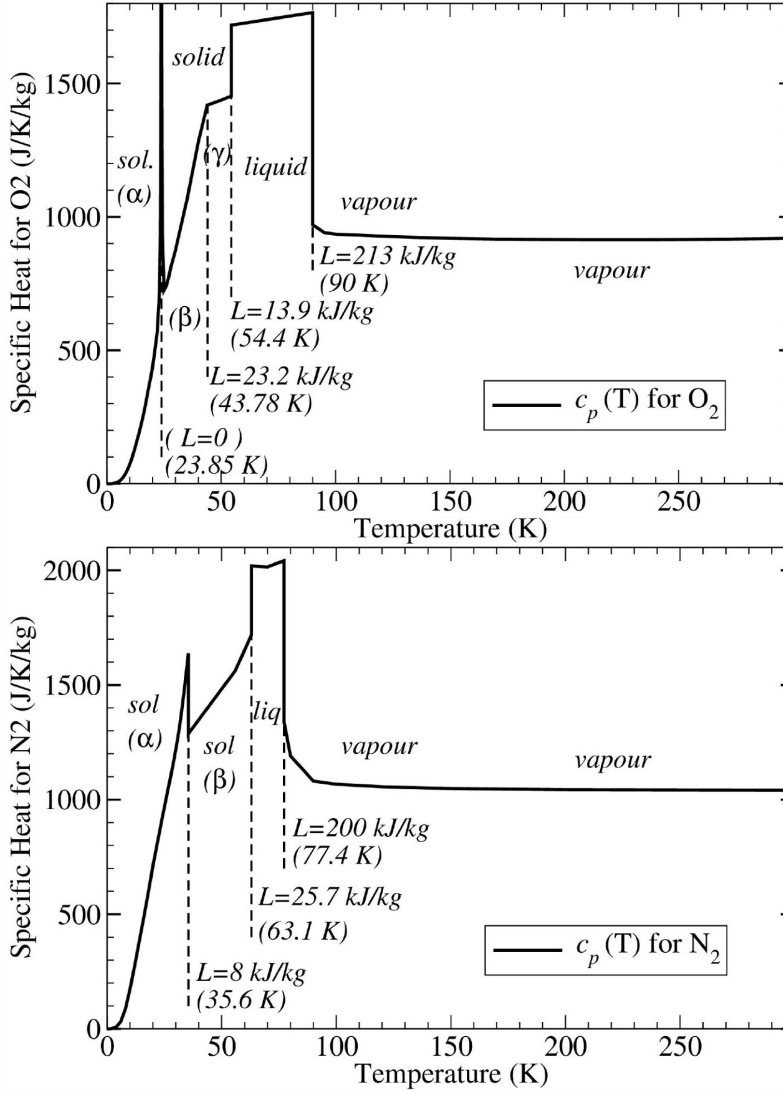 Specific Heat for O2 (J/K/kg)
1500
1000
500
0
solid
sol.
(α)
(γ)
liquid
vapour
vapour
(β)
L=213 kJ/kg
(90 K)
L=13.9 kJ/kg
(54.4 K)
L=23.2 kJ/kg
(43.78 K)
( L=0 )
(23.85 K)
c_p (T) for O₂
0
50
100
150
200
250
Temperature (K)
Specific Heat for N2 (J/K/kg)
2000
1500
1000
500
0
sol
(α)
liq
sol
(β)
vapour
vapour
L=200 kJ/kg
(77.4 K)
L=25.7 kJ/kg
(63.1 K)
L=8 kJ/kg
(35.6 K)
c_p (T) for N₂
0
50
100
150
200
250
Temperature (K)